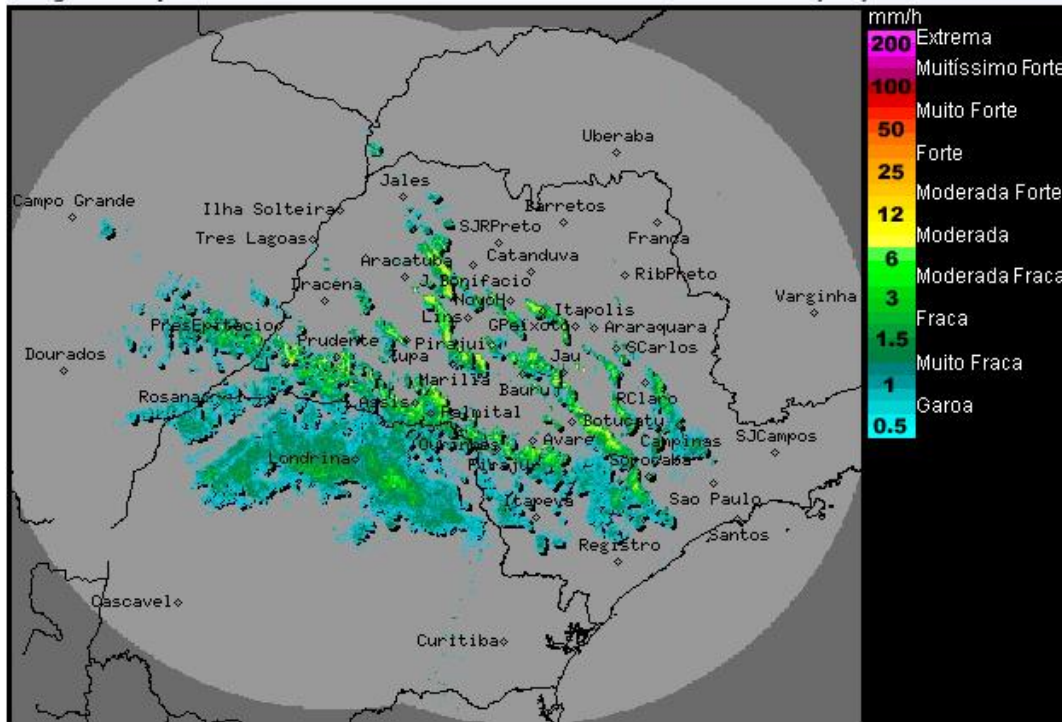 mm/h
200 Extrema
Muitíssimo Forte
100
Muito Forte
50
Forte
25
Moderada Forte
12
Moderada
6
Moderada Fraca
3
Fraca
1.5
Muito Fraca
1
Garoa
0.5
Uberaba
Jales
Campo Grande
Ilha Solteira
Barretos
SJRPreto
Franca
Tres Lagoas
Catanduva
Aracatuba
J.Bonifacio
RibPreto
Dracena
NovoH
Varginha
Itapolis
Lins
GPeixoto
Araraquara
PresEpitacio
Prudente
Pirajui
SCarlos
Dourados
Tupa
Jau
Marilia
Bauru
Rosana
Assis
RClaro
Palmital
Botucatu
Ourinhos
Avare
Campinas
SJCampos
Londrina
Piraju
Sorocaba
Itapeva
Sao Paulo
Santos
Registro
Cascavel
Curitiba